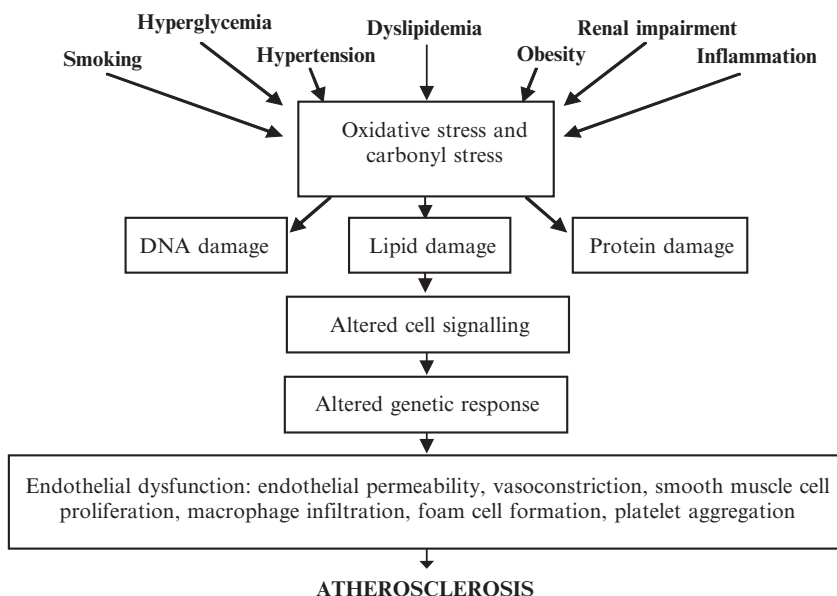 Hyperglycemia
Dyslipidemia
Renal impairment
Smoking
Hypertension
Obesity
Inflammation
Oxidative stress and
carbonyl stress
DNA damage
Lipid damage
Protein damage
Altered cell signalling
Altered genetic response
Endothelial dysfunction: endothelial permeability, vasoconstriction, smooth muscle cell
proliferation, macrophage infiltration, foam cell formation, platelet aggregation
ATHEROSCLEROSIS